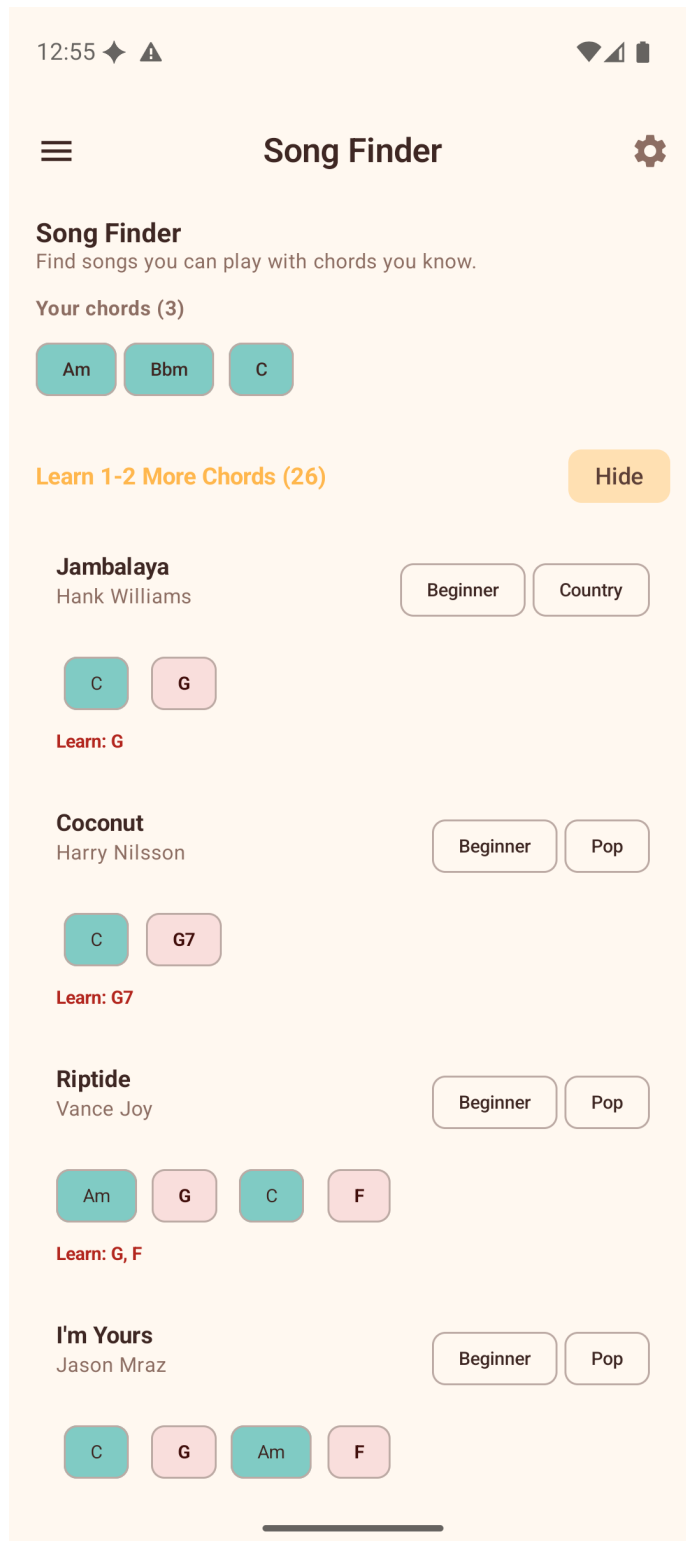 12:55
Song Finder
Song Finder
Find songs you can play with chords you know.
Your chords (3)
Am Bbm C
Learn 1-2 More Chords (26) Hide
Jambalaya
Hank Williams
Beginner Country
C G
Learn: G
Coconut
Harry Nilsson
Beginner Pop
C G7
Learn: G7
Riptide
Vance Joy
Beginner Pop
Am G C F
Learn: G, F
I'm Yours
Jason Mraz
Beginner Pop
C G Am F